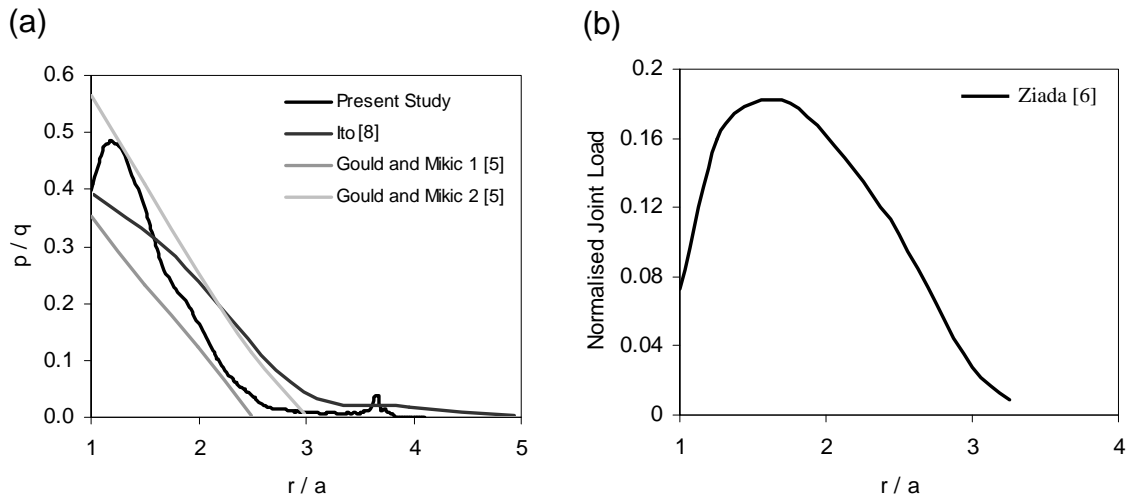 (a)
0.6
0.5
0.4
0.3
0.2
0.1
0.0
p / q
1
2
3
4
5
r / a
Present Study
Ito [8]
Gould and Mikic 1 [5]
Gould and Mikic 2 [5]
(b)
0.2
0.16
0.12
0.08
0.04
0
Normalised Joint Load
1
2
3
4
r / a
Ziada [6]